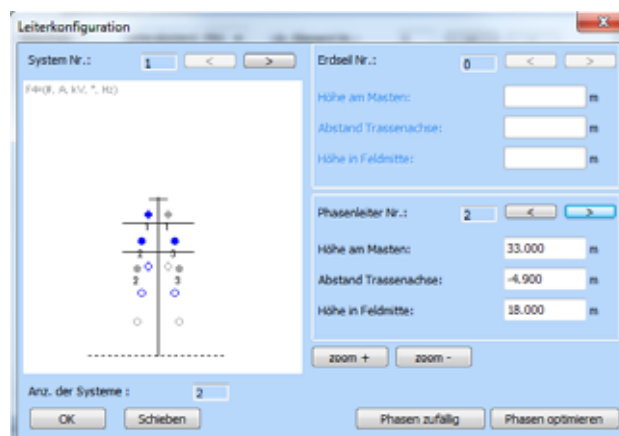 Leiterkonfiguration
System Nr.: 1 < >
F4=(R, A, kV, *, Hz)
1 1
2 3
2 3
Anz. der Systeme : 2
OK Schieben
Erdseil Nr.: 0 < >
Höhe am Masten: m
Abstand Trassenachse: m
Höhe in Feldmitte: m
Phasenleiter Nr.: 2 < >
Höhe am Masten: 33.000 m
Abstand Trassenachse: -4.900 m
Höhe in Feldmitte: 18.000 m
zoom + zoom -
Phasen zufällig Phasen optimieren